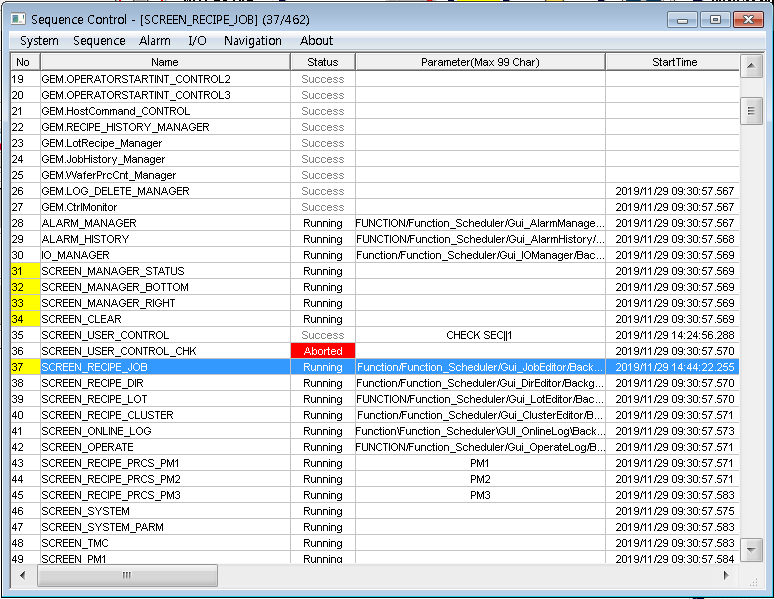 Sequence Control - [SCREEN_RECIPE_JOB] (37/462)
System Sequence Alarm I/O Navigation About
No Name Status Parameter(Max 99 Char) StartTime
19 GEM.OPERATORSTARTINT_CONTROL2 Success
20 GEM.OPERATORSTARTINT_CONTROL3 Success
21 GEM.HostCommand_CONTROL Success
22 GEM.RECIPE_HISTORY_MANAGER Success
23 GEM.LotRecipe_Manager Success
24 GEM.JobHistory_Manager Success
25 GEM.WaferPrcCnt_Manager Success
26 GEM.LOG_DELETE_MANAGER Success 2019/11/29 09:30:57.567
27 GEM.CtrlMonitor Success 2019/11/29 09:30:57.567
28 ALARM_MANAGER Running FUNCTION/Function_Scheduler/Gui_AlarmManage... 2019/11/29 09:30:57.567
29 ALARM_HISTORY Running FUNCTION/Function_Scheduler/Gui_AlarmHistory/... 2019/11/29 09:30:57.568
30 IO_MANAGER Running Function/Function_Scheduler/Gui_IOManager/Bac... 2019/11/29 09:30:57.569
31 SCREEN_MANAGER_STATUS Running 2019/11/29 09:30:57.569
32 SCREEN_MANAGER_BOTTOM Running 2019/11/29 09:30:57.569
33 SCREEN_MANAGER_RIGHT Running 2019/11/29 09:30:57.569
34 SCREEN_CLEAR Running 2019/11/29 09:30:57.569
35 SCREEN_USER_CONTROL Success CHECK SEC||1 2019/11/29 14:24:56.288
36 SCREEN_USER_CONTROL_CHK Aborted 2019/11/29 09:30:57.570
37 SCREEN_RECIPE_JOB Running Function/Function_Scheduler/Gui_JobEditor/Back... 2019/11/29 14:44:22.255
38 SCREEN_RECIPE_DIR Running Function/Function_Scheduler/Gui_DirEditor/Backg... 2019/11/29 09:30:57.570
39 SCREEN_RECIPE_LOT Running Function/Function_Scheduler/Gui_LotEditor/Back... 2019/11/29 09:30:57.570
40 SCREEN_RECIPE_CLUSTER Running Function/Function_Scheduler/Gui_ClusterEditor/B... 2019/11/29 09:30:57.571
41 SCREEN_ONLINE_LOG Running Function\Function_Scheduler\GUI_OnlineLog\Back... 2019/11/29 09:30:57.573
42 SCREEN_OPERATE Running FUNCTION/Function_Scheduler/Gui_OperateLog/B... 2019/11/29 09:30:57.571
43 SCREEN_RECIPE_PRCS_PM1 Running PM1 2019/11/29 09:30:57.571
44 SCREEN_RECIPE_PRCS_PM2 Running PM2 2019/11/29 09:30:57.571
45 SCREEN_RECIPE_PRCS_PM3 Running PM3 2019/11/29 09:30:57.583
46 SCREEN_SYSTEM Running 2019/11/29 09:30:57.575
47 SCREEN_SYSTEM_PARM Running 2019/11/29 09:30:57.583
48 SCREEN_TMC Running 2019/11/29 09:30:57.583
49 SCREEN_PM1 Running 2019/11/29 09:30:57.584